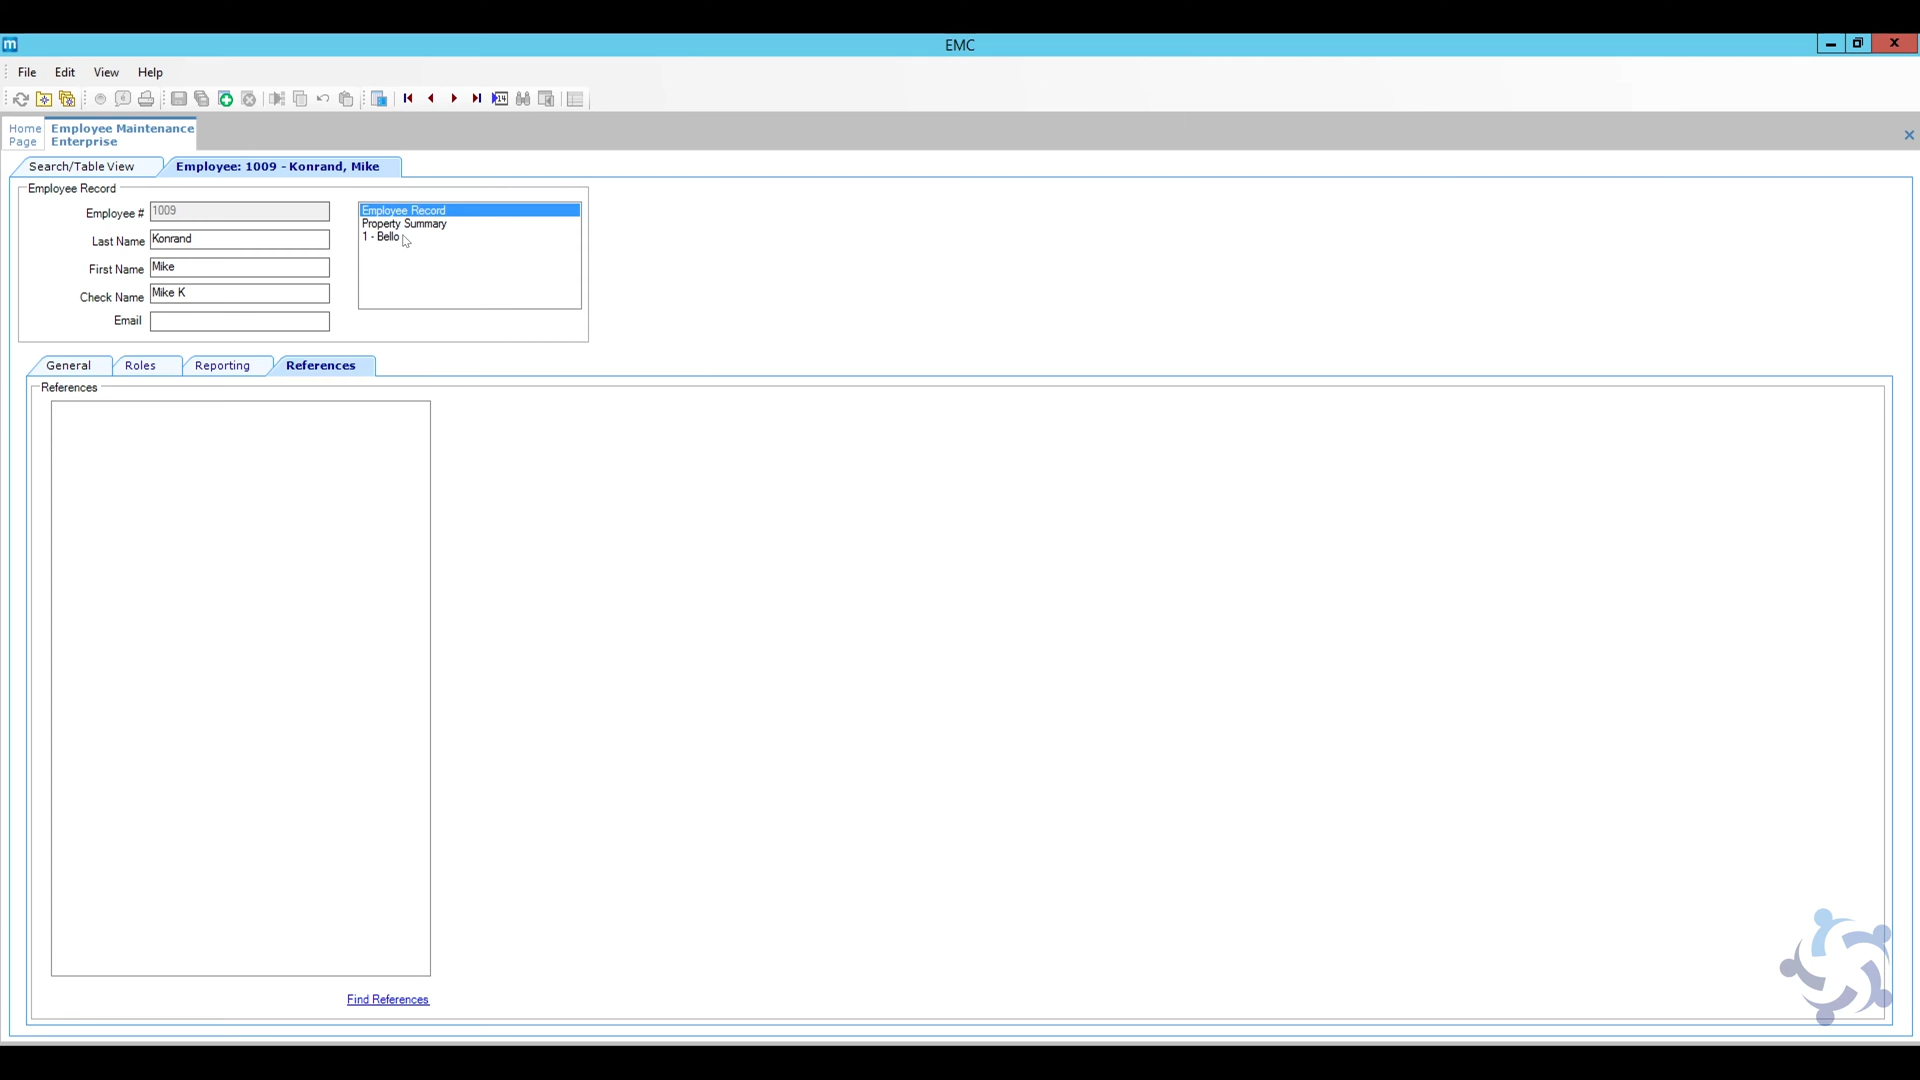 m
EMC
File Edit View Help
14
Home Page
Employee Maintenance Enterprise
Search/Table View Employee: 1009 - Konrand, Mike
Employee Record
Employee # 1009
Last Name Konrand
First Name Mike
Check Name Mike K
Email
Employee Record
Property Summary
1 - Bello
General Roles Reporting References
References
Find References